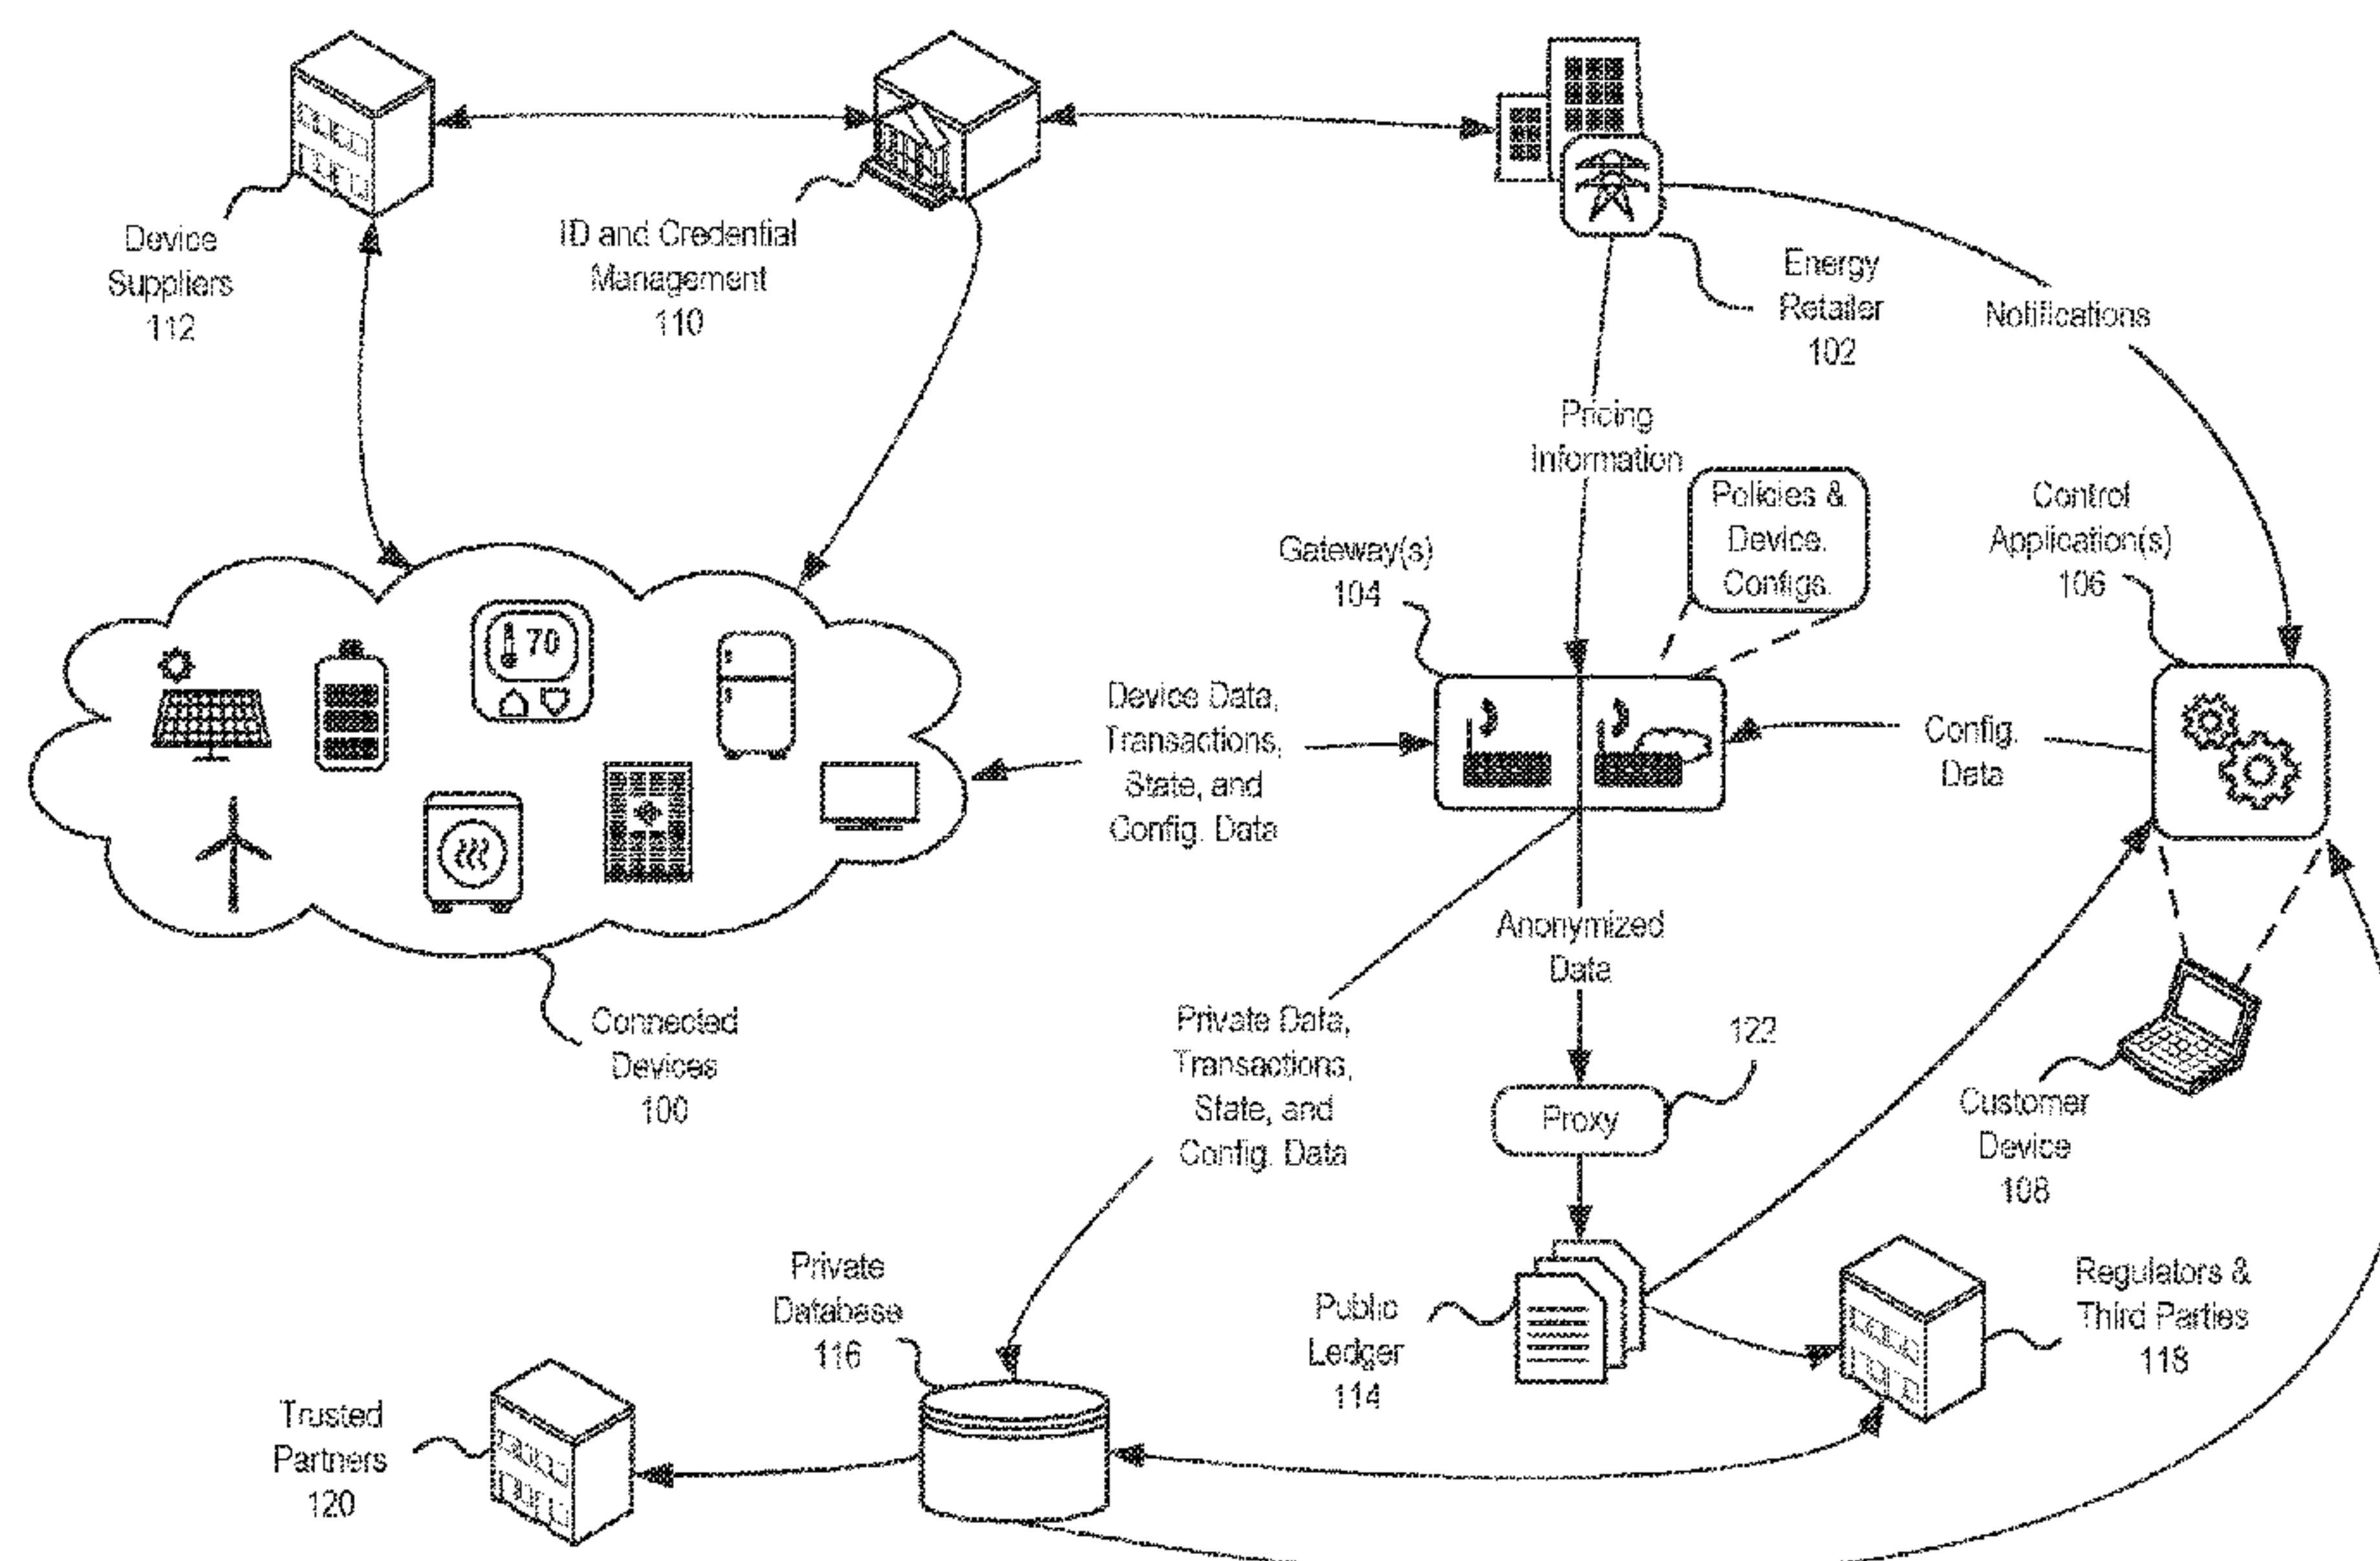 Device
Suppliers
112
ID and Credential
Management
110
Energy
Retailer
102
Notifications
Pricing
Information
Policies &
Device.
Configs.
Control
Application(s)
106
Gateway(s)
104
70
Device Data,
Transactions,
State, and
Config. Data
Config.
Data
Anonymized
Data
Connected
Devices
100
Private Data,
Transactions,
State, and
Config. Data
122
Proxy
Customer
Device
108
Private
Database
116
Public
Ledger
114
Regulators &
Third Parties
118
Trusted
Partners
120